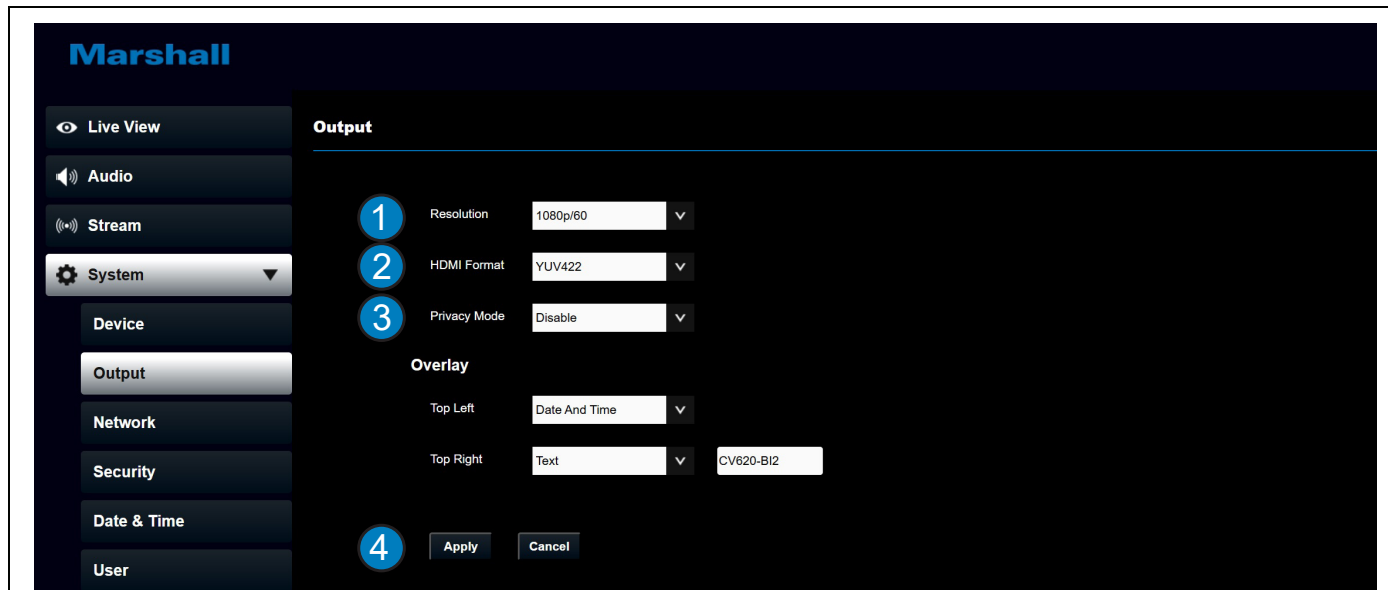 Marshall
Live View
Audio
Stream
System
Device
Output
Network
Security
Date & Time
User
Output
1 Resolution 1080p/60
2 HDMI Format YUV422
3 Privacy Mode Disable
Overlay
Top Left Date And Time
Top Right Text CV620-BI2
4 Apply Cancel